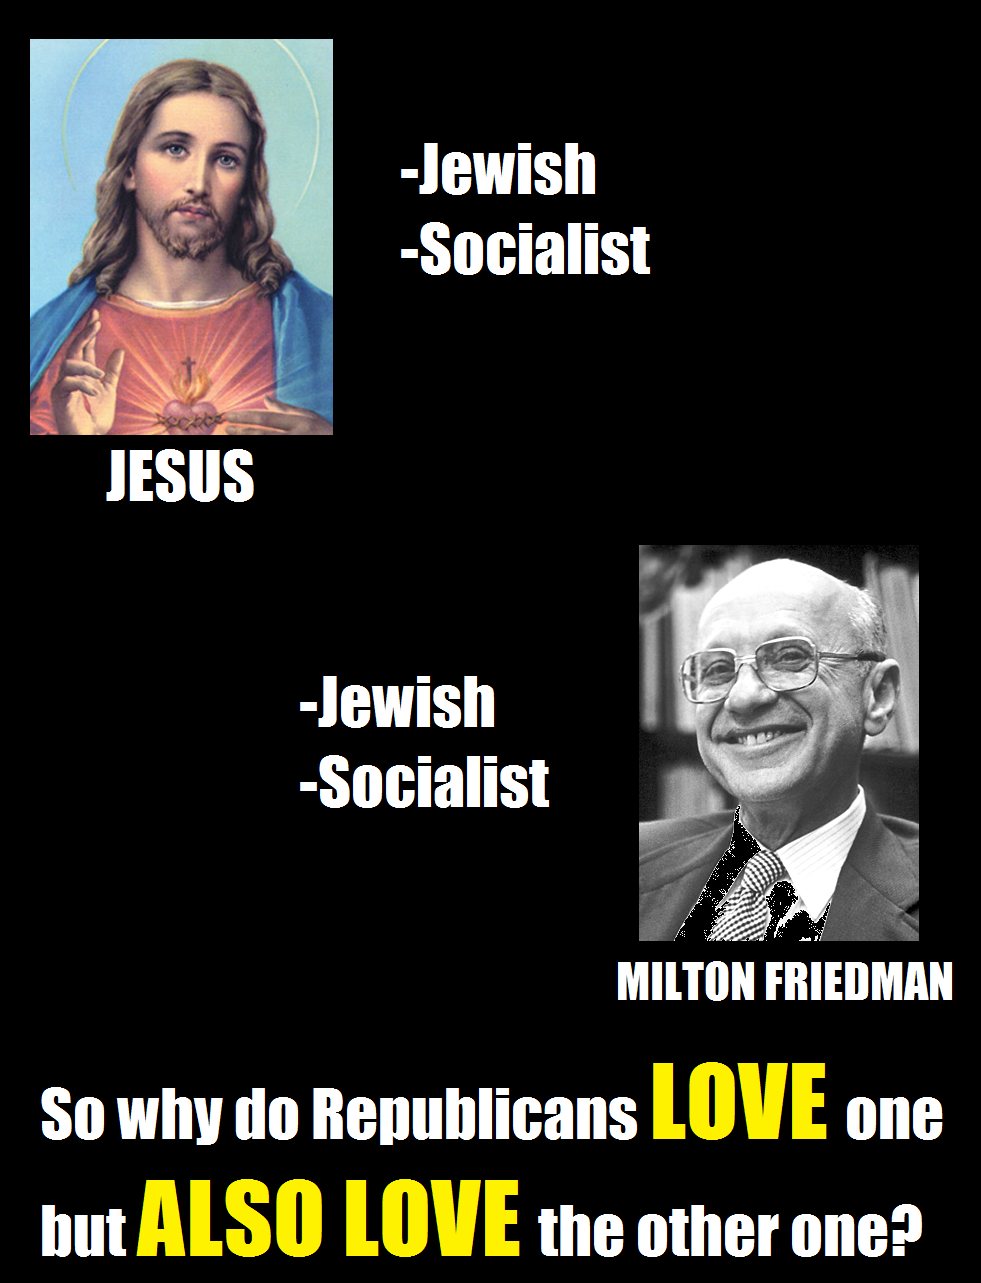 -Jewish
-Socialist
JESUS
-Jewish
-Socialist
MILTON FRIEDMAN
So why do Republicans LOVE one
but ALSO LOVE the other one?